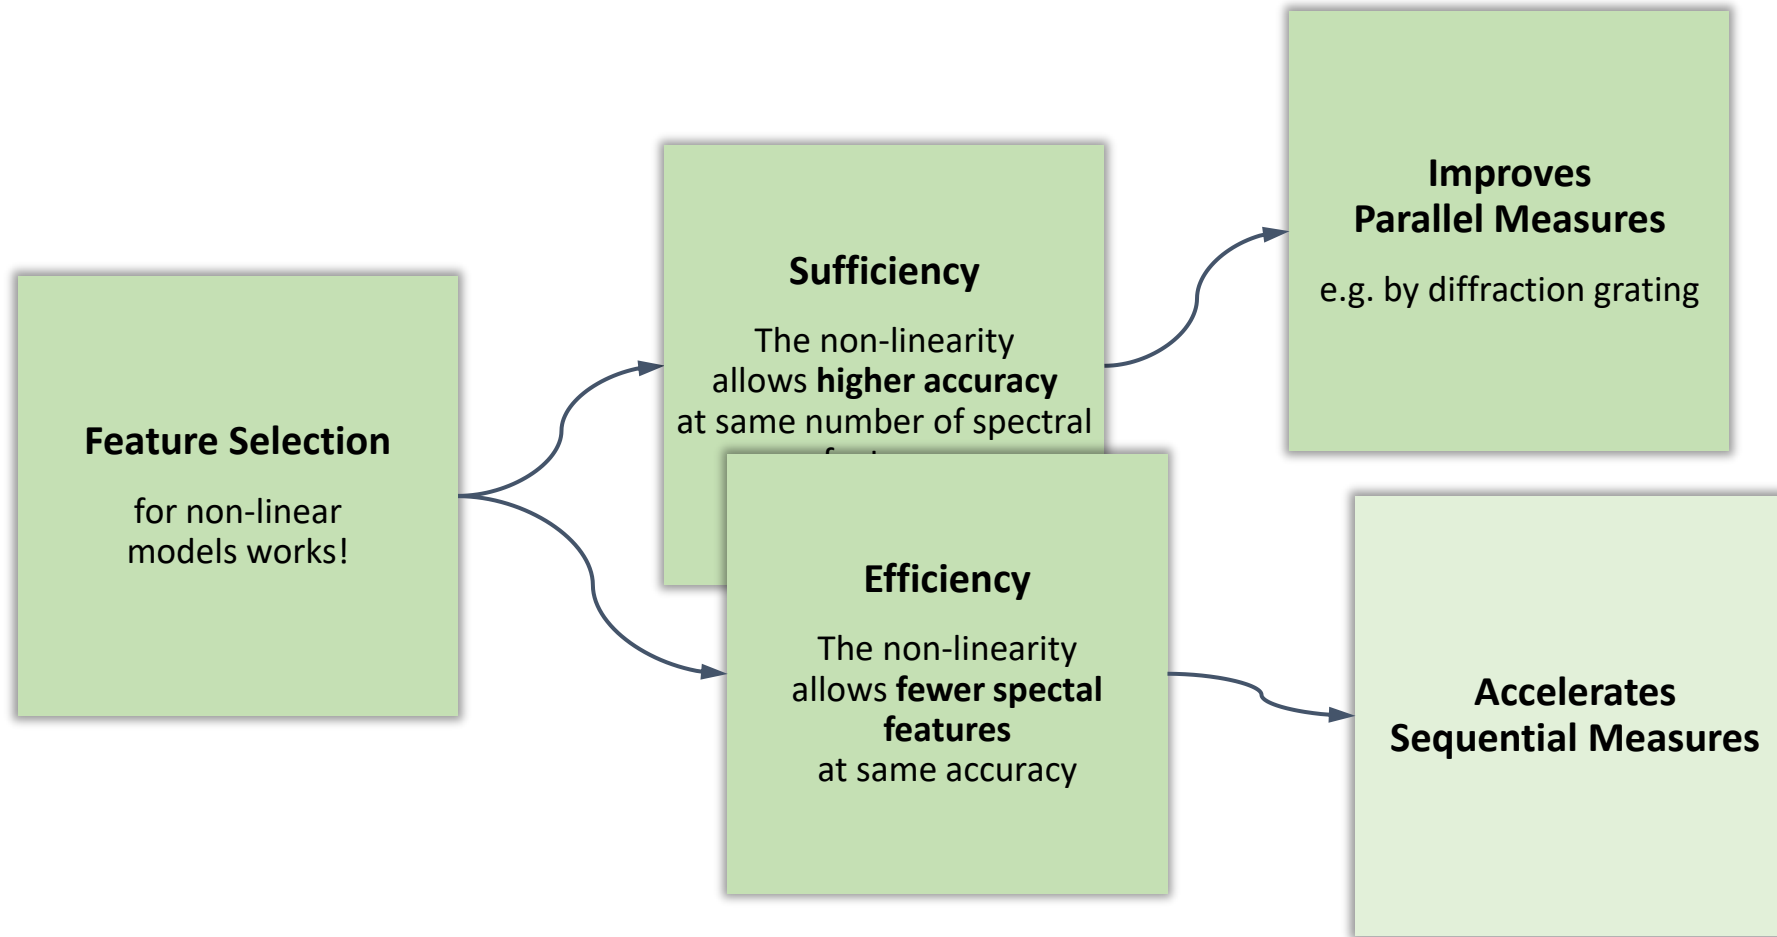 Feature Selection
for non-linear
models works!
Sufficiency
The non-linearity
allows higher accuracy
at same number of spectral
Efficiency
The non-linearity
allows fewer spectal
features
at same accuracy
Improves
Parallel Measures
e.g. by diffraction grating
Accelerates
Sequential Measures